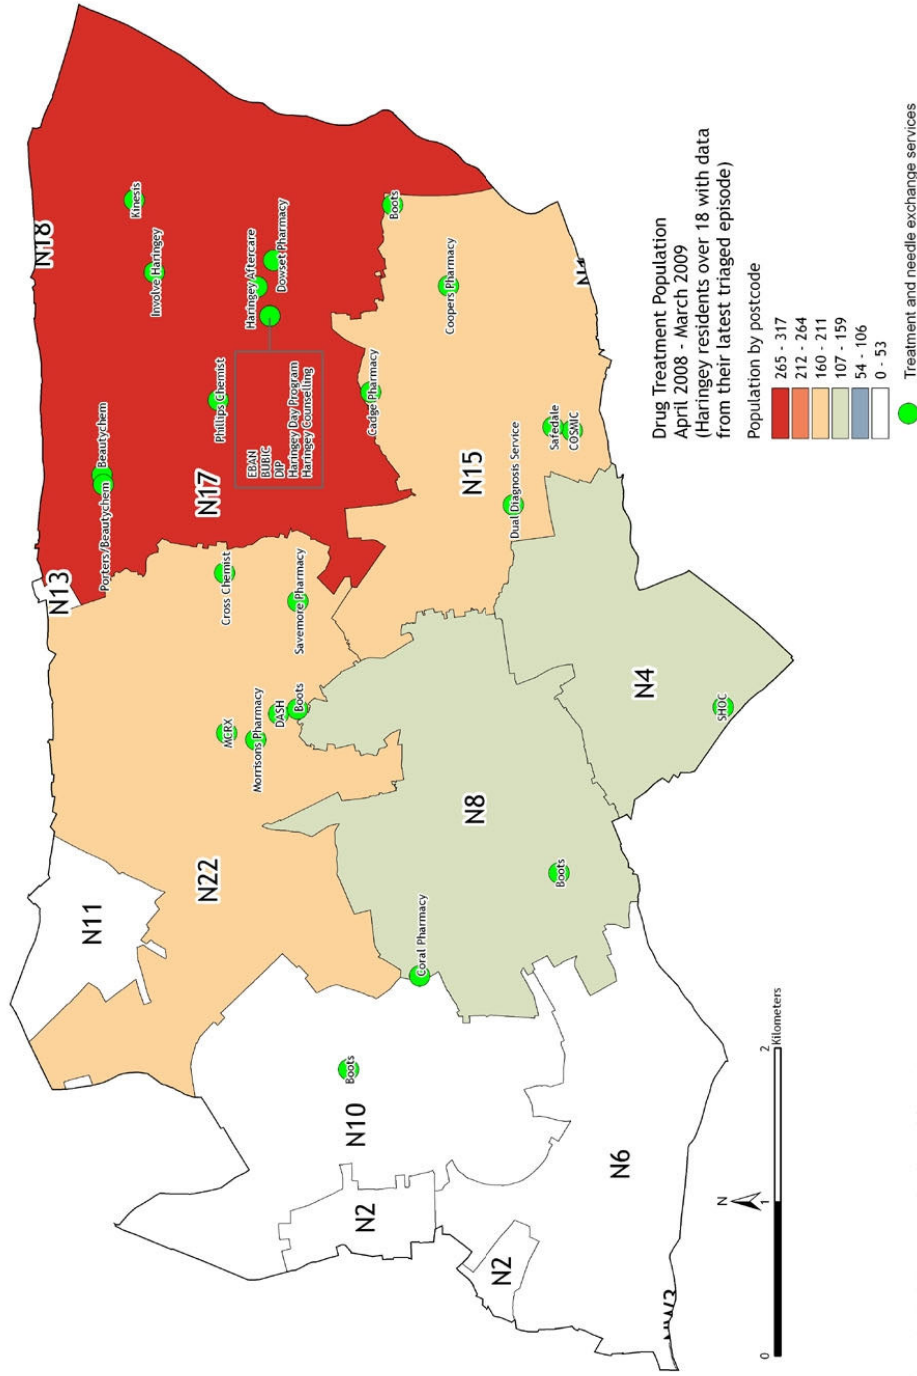 N18
N13
N11
N17
N22
N10
N2
N2
N6
N8
N15
N4
Kinesis
Involve Haringey
Beautychem
Porters/Beautychem
Haringey Aftercare
Dowset Pharmacy
Phillips Chemist
EBAN
BUBIC
DIP
Haringey Day Program
Haringey Counselling
Cross Chemist
Savemore Pharmacy
MGRX
Morrisons Pharmacy
DASH
Boots
Cadge Pharmacy
Boots
Coopers Pharmacy
Dual Diagnosis Service
Safedale
COSMIC
Coral Pharmacy
Boots
Boots
SHOC
Drug Treatment Population
April 2008 - March 2009
(Haringey residents over 18 with data
from their latest triaged episode)
Population by postcode
265 - 317
212 - 264
160 - 211
107 - 159
54 - 106
0 - 53
Treatment and needle exchange services
N
0 1 2
Kilometers